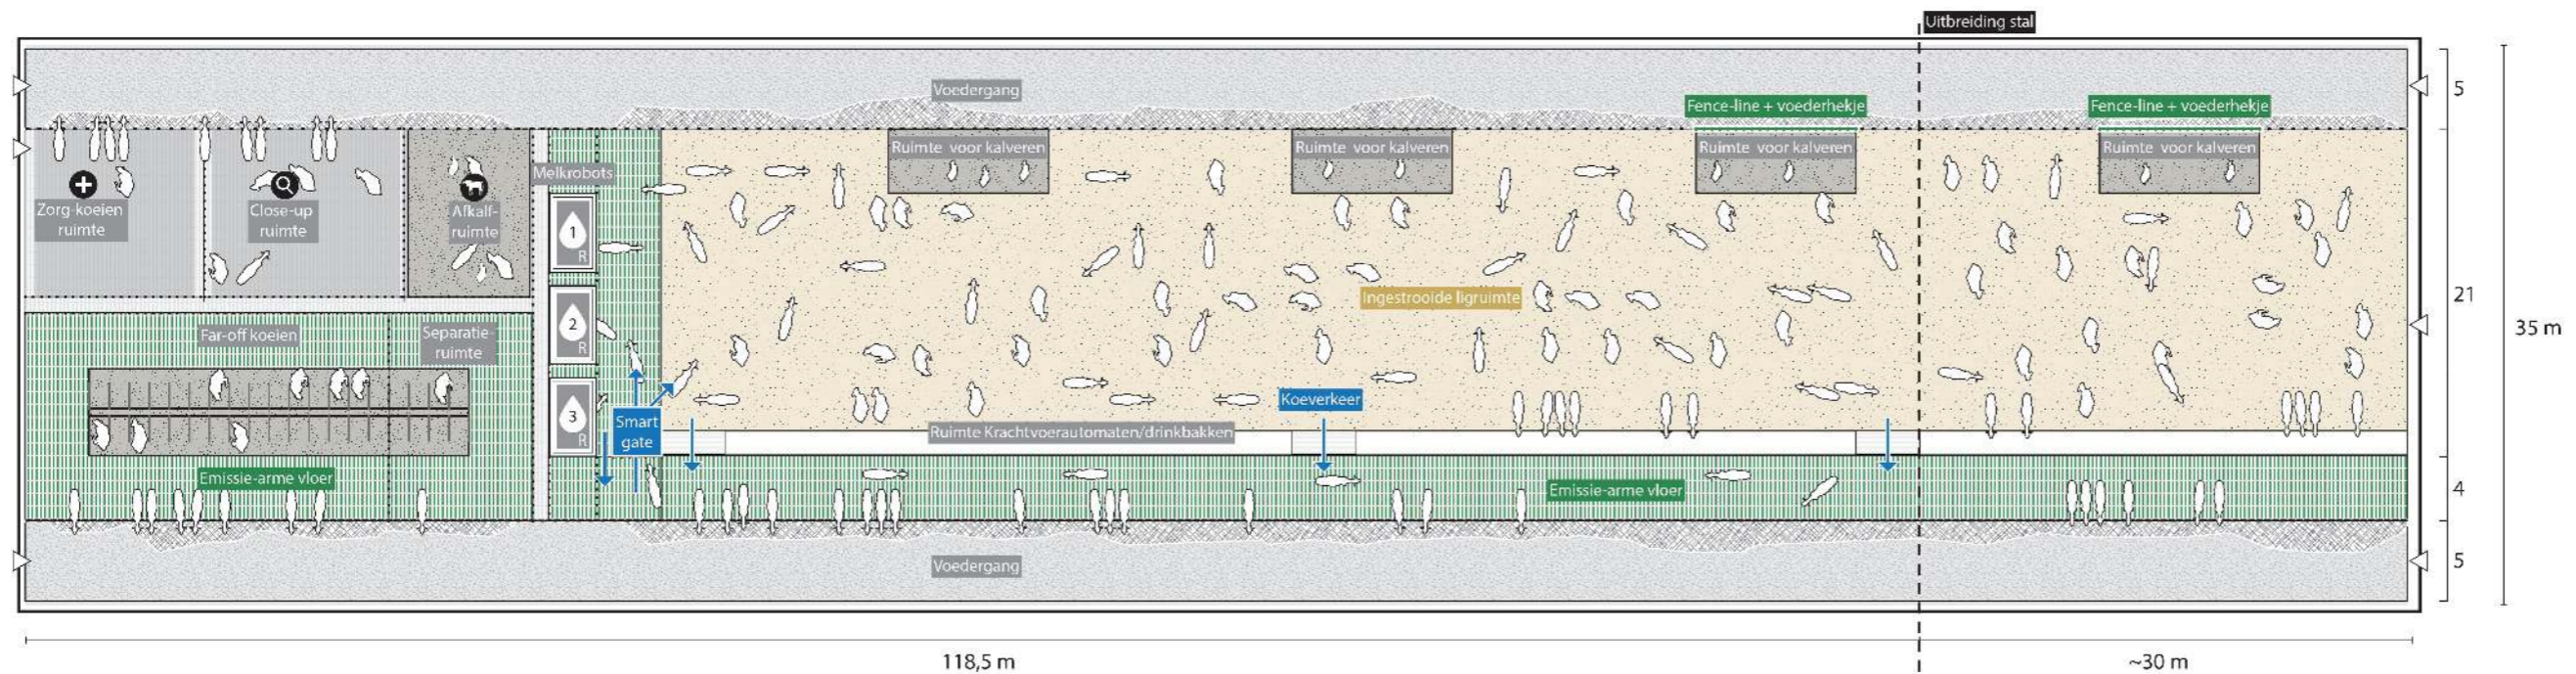 Uitbreiding stal
Voedergang
Fence-line + voederhekje
Fence-line + voederhekje
5
Ruimte voor kalveren
Ruimte voor kalveren
Ruimte voor kalveren
Ruimte voor kalveren
Melkrobots
Zorg-koeien
ruimte
Close-up
ruimte
Afkalf-
ruimte
1
R
Ingestrooide ligruimte
21
35 m
2
R
Far-off koeien
Separatie-
ruimte
3
R
Smart
gate
Koeverkeer
Ruimte Krachtvoerautomaten/drinkbakken
Emissie-arme vloer
Emissie-arme vloer
4
Voedergang
5
118,5 m
~30 m